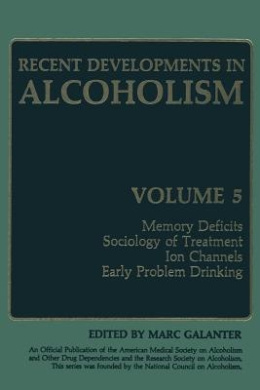 RECENT DEVELOPMENTS IN
ALCOHOLISM
VOLUME 5
Memory Deficits
Sociology of Treatment
Ion Channels
Early Problem Drinking
EDITED BY MARC GALANTER
An Official Publication of the American Medical Society on Alcoholism
and Other Drug Dependencies and the Research Society on Alcoholism.
This series was founded by the National Council on Alcoholism.